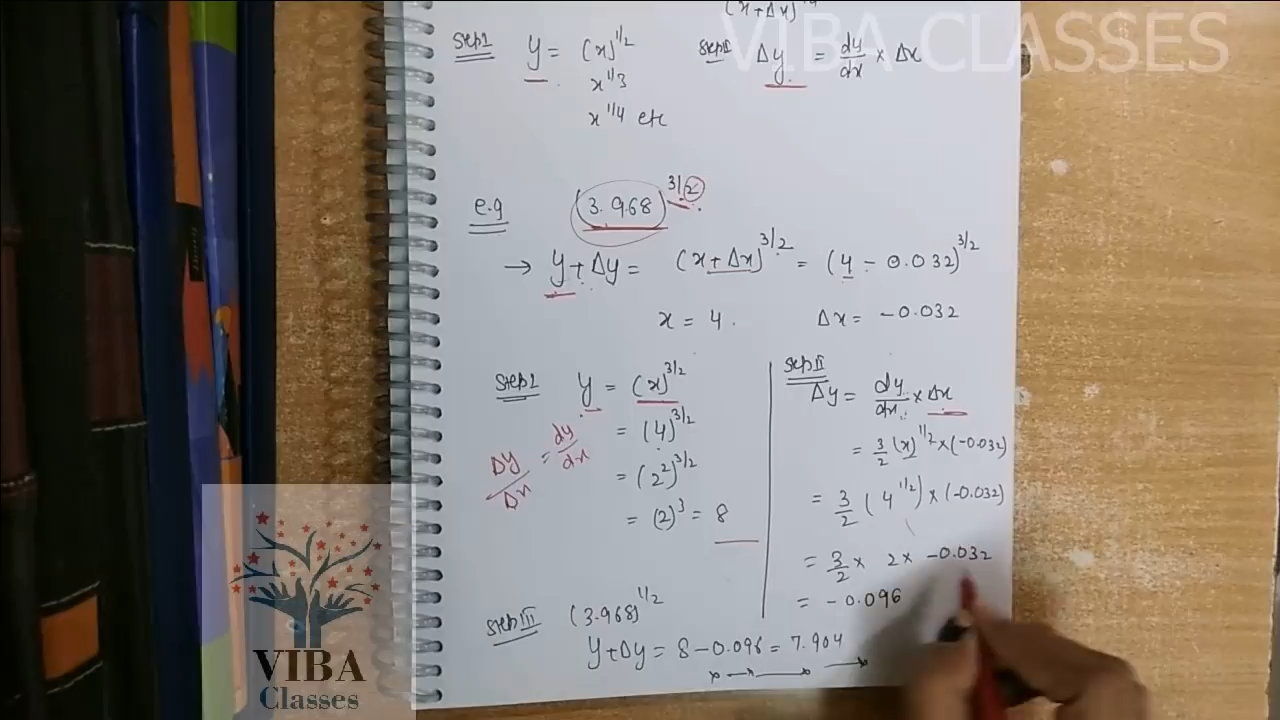 (x+Δx)
VIBA CLASSES
Step I y = (x)^1/2
x^1/3
x^1/4 etc
Step II Δy = dy/dx × Δx
e.g (3.968)^3/2
→ y+Δy = (x+Δx)^3/2 = (4 - 0.032)^3/2
x = 4. Δx = -0.032
Step I y = (x)^3/2
= (4)^3/2
= (2²)^3/2
= (2)³ = 8
Δy/Δx = dy/dx
Step II
Δy = dy/dx × Δx
= 3/2 (x)^1/2 × (-0.032)
= 3/2 (4^1/2) × (-0.032)
= 3/2 × 2 × -0.032
= -0.096
Step III (3.968)^1/2
y+Δy = 8 - 0.096 = 7.904
VIBA
Classes